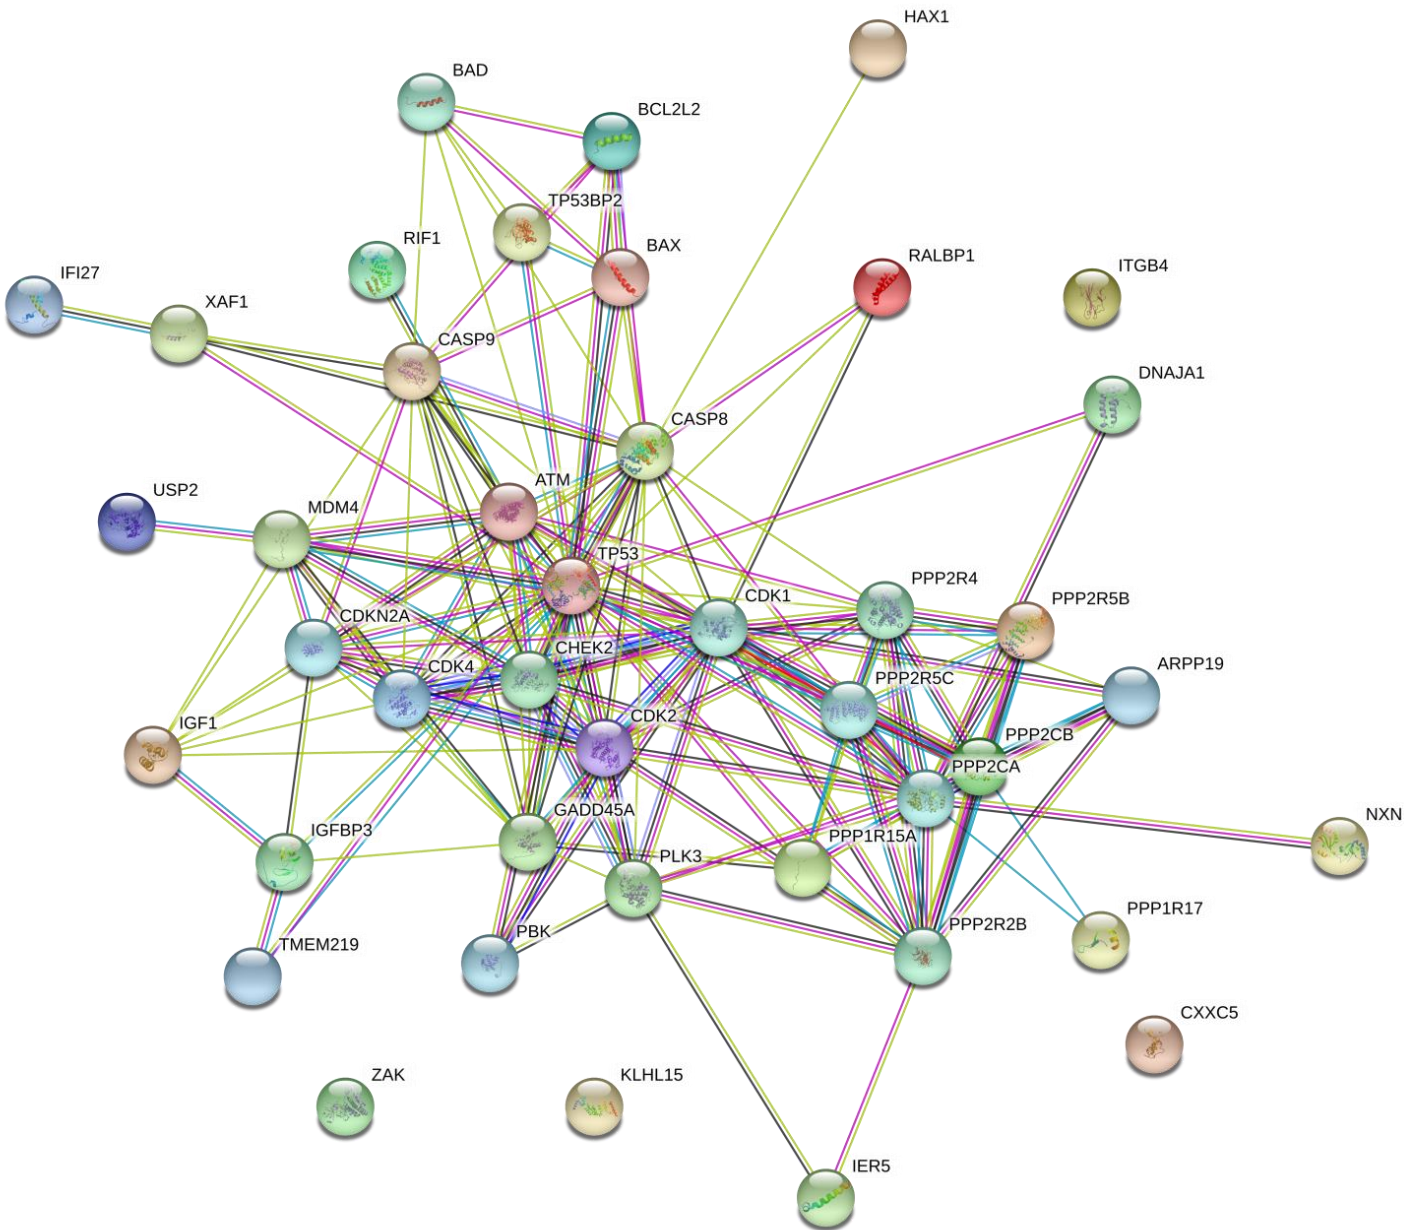 HAX1
BAD
BCL2L2
TP53BP2
RIF1
BAX
RALBP1
ITGB4
IFI27
XAF1
CASP9
DNAJA1
CASP8
ATM
USP2
MDM4
TP53
PPP2R4
PPP2R5B
CDK1
CDKN2A
CHEK2
CDK4
PPP2R5C
ARPP19
IGF1
CDK2
PPP2CB
PPP2CA
GADD45A
NXN
IGFBP3
PPP1R15A
PLK3
PPP1R17
PPP2R2B
PBK
TMEM219
CXXC5
ZAK
KLHL15
IER5